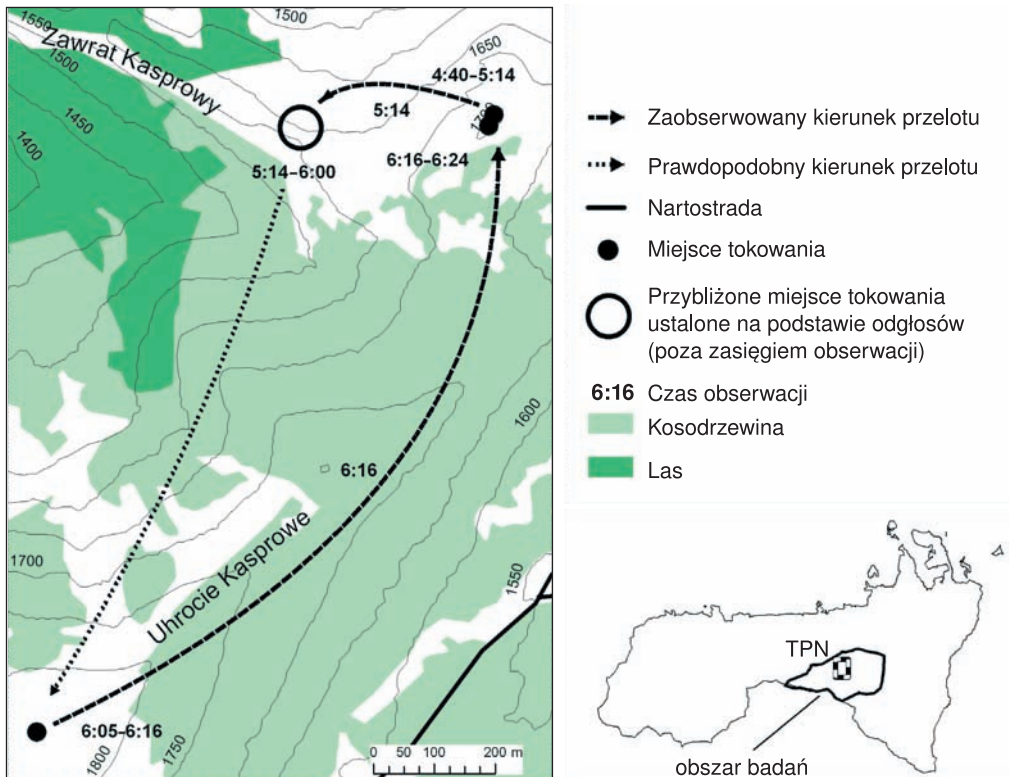 1550
1500
1500
Zawrat Kasprowy
1500
1650
4:40–5:14
1450
5:14
1700
1400
5:14–6:00
6:16–6:24
1600
6:16
1700
Uhrocie Kasprowe
1550
6:05–6:16
1800
1750
0 50 100 200 m
Zaobserwowany kierunek przelotu
Prawdopodobny kierunek przelotu
Nartostrada
Miejsce tokowania
Przybliżone miejsce tokowania
ustalone na podstawie odgłosów
(poza zasięgiem obserwacji)
6:16 Czas obserwacji
Kosodrzewina
Las
TPN
obszar badań